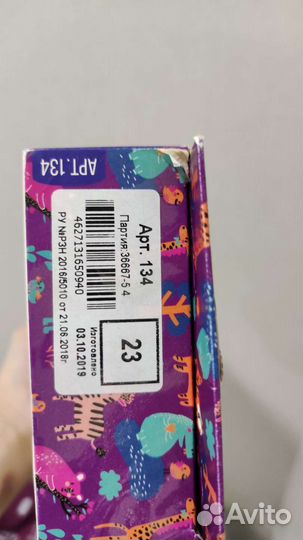 АРТ. 134
Арт. 134
Партия:36667-5 4
4627131650940
РУ №РЗН 2016/5010 от 21.06.2018г
Изготовлено
03.10.2019
23
Avito